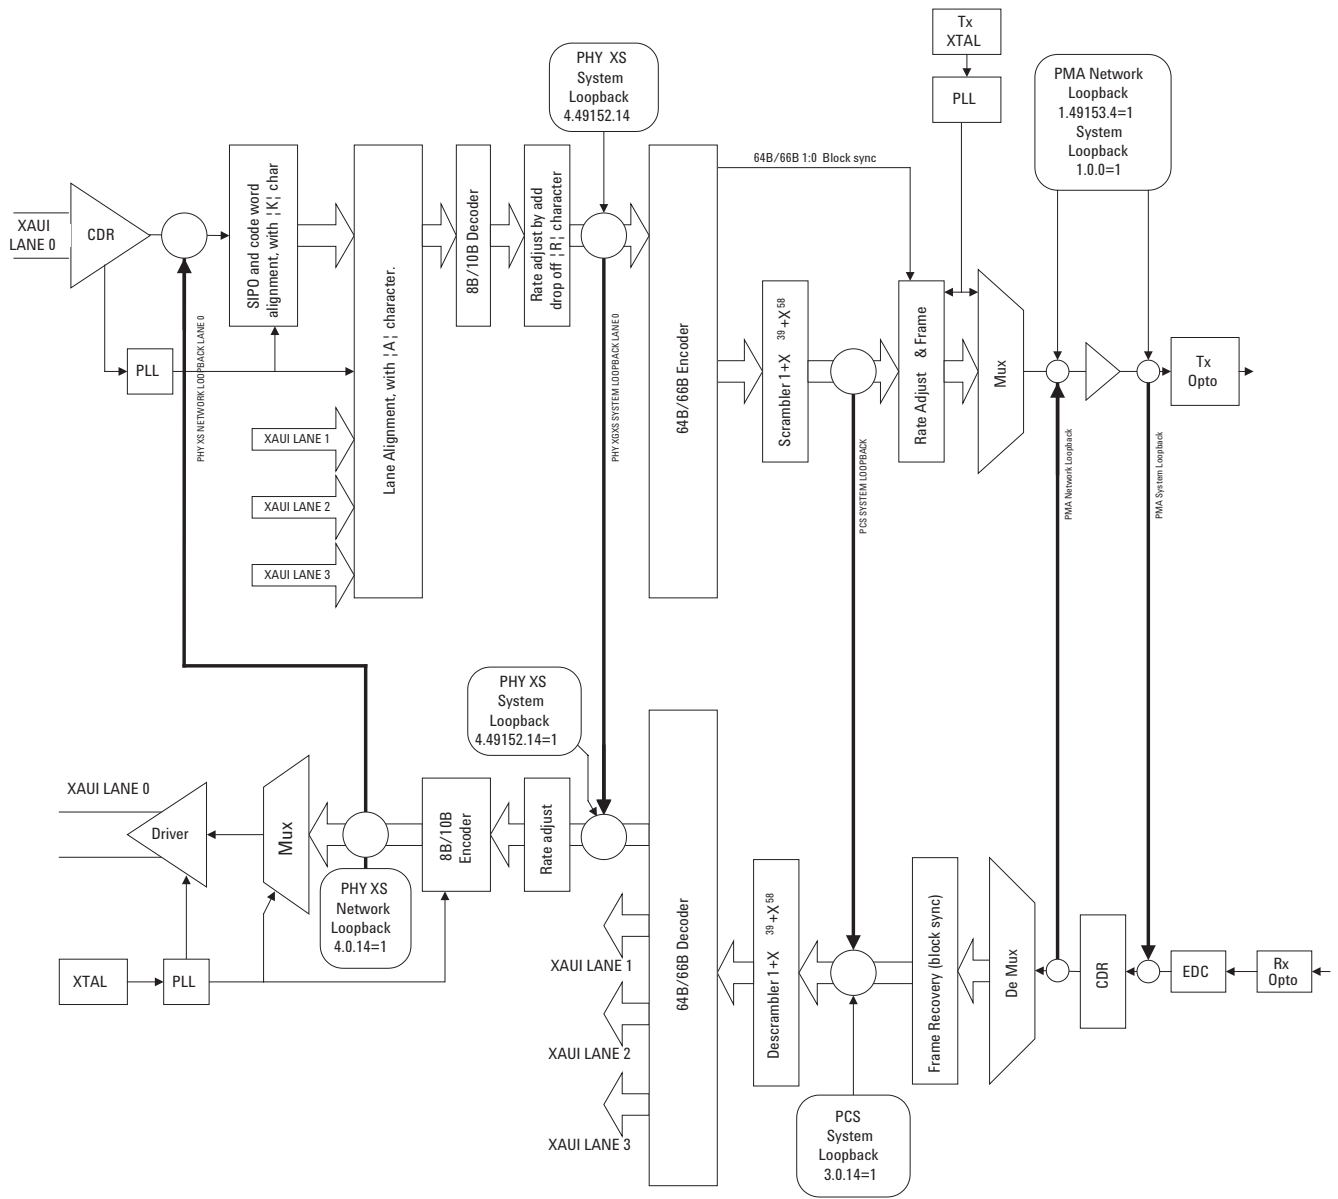 Tx
XTAL
PHY XS
System
Loopback
4.49152.14
PMA Network
Loopback
1.49153.4=1
System
Loopback
1.0.0=1
PLL
64B/66B 1:0 Block sync
XAUI
LANE 0
CDR
SIPO and code word
alignment, with ¦K¦ char
Lane Alignment, with ¦A¦ character.
8B/10B Decoder
Rate adjust by add
drop off ¦R¦ character
64B/66B Encoder
Scrambler 1+X 39+X58
Rate Adjust & Frame
Mux
Tx
Opto
PLL
PHY XS NETWORK LOOPBACK LANE 0
PHY XGXS SYSTEM LOOPBACK LANE 0
PCS SYSTEM LOOPBACK
PMA Network Loopback
PMA System Loopback
XAUI LANE 1
XAUI LANE 2
XAUI LANE 3
PHY XS
System
Loopback
4.49152.14=1
XAUI LANE 0
Driver
Mux
PHY XS
Network
Loopback
4.0.14=1
8B/10B
Encoder
Rate adjust
64B/66B Decoder
Descrambler 1+X 39+X58
Frame Recovery (block sync)
De Mux
CDR
EDC
Rx
Opto
XTAL
PLL
XAUI LANE 1
XAUI LANE 2
XAUI LANE 3
PCS
System
Loopback
3.0.14=1